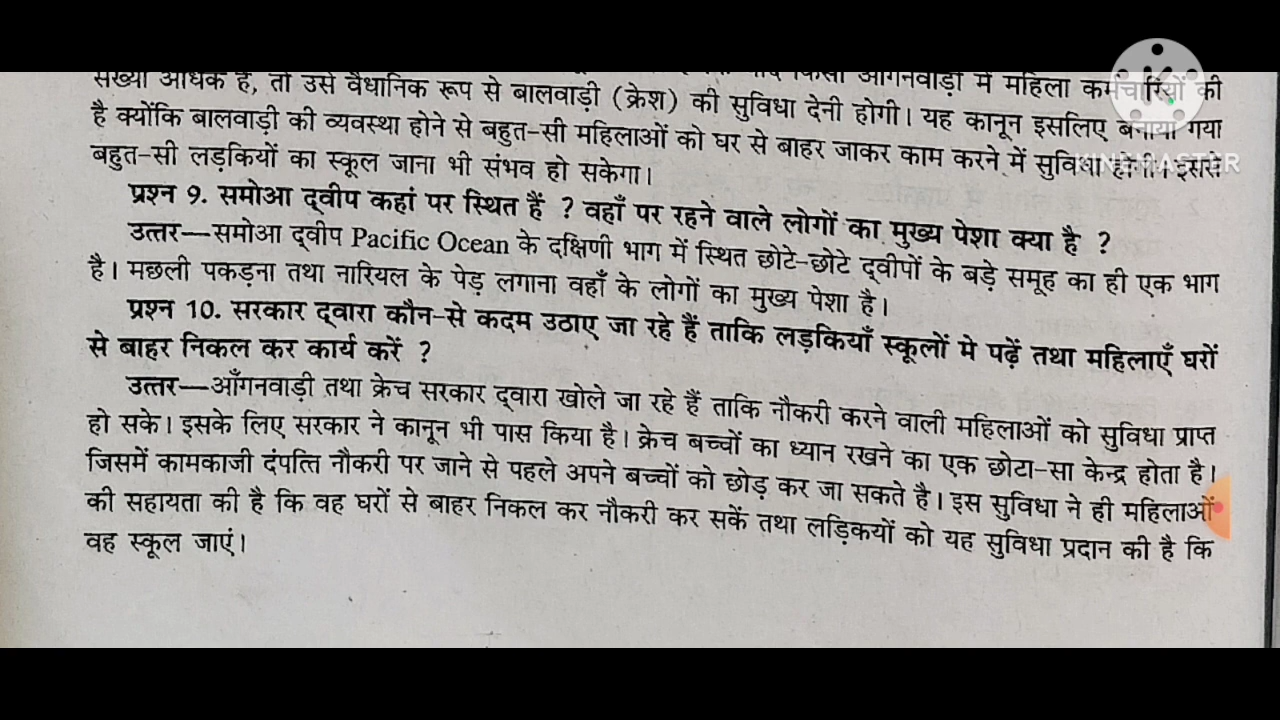 संख्या अधिक है, तो उसे वैधानिक रूप से बालवाड़ी (क्रेश) की सुविधा देनी होगी। यह कानून इसलिए बनाया गया
है क्योंकि बालवाड़ी की व्यवस्था होने से बहुत-सी महिलाओं को घर से बाहर जाकर काम करने में सुविधा होगी। इससे
बहुत-सी लड़कियों का स्कूल जाना भी संभव हो सकेगा।
प्रश्न 9. समोआ द्वीप कहां पर स्थित हैं ? वहाँ पर रहने वाले लोगों का मुख्य पेशा क्या है ?
उत्तर—समोआ द्वीप Pacific Ocean के दक्षिणी भाग में स्थित छोटे-छोटे द्वीपों के बड़े समूह का ही एक भाग
है। मछली पकड़ना तथा नारियल के पेड़ लगाना वहाँ के लोगों का मुख्य पेशा है।
प्रश्न 10. सरकार द्वारा कौन-से कदम उठाए जा रहे हैं ताकि लड़कियाँ स्कूलों मे पढ़ें तथा महिलाएँ घरों
से बाहर निकल कर कार्य करें ?
उत्तर—आँगनवाड़ी तथा क्रेच सरकार द्वारा खोले जा रहे हैं ताकि नौकरी करने वाली महिलाओं को सुविधा प्राप्त
हो सके। इसके लिए सरकार ने कानून भी पास किया है। क्रेच बच्चों का ध्यान रखने का एक छोटा-सा केन्द्र होता है।
जिसमें कामकाजी दंपत्ति नौकरी पर जाने से पहले अपने बच्चों को छोड़ कर जा सकते है। इस सुविधा ने ही महिलाओं
की सहायता की है कि वह घरों से बाहर निकल कर नौकरी कर सकें तथा लड़िकयों को यह सुविधा प्रदान की है कि
वह स्कूल जाएं।
KINEMASTER